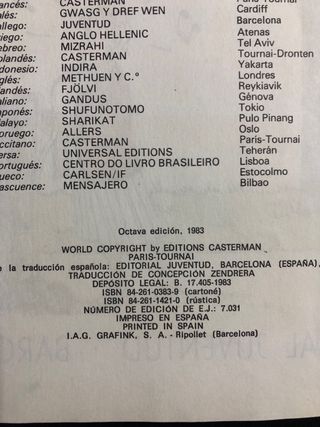 ancés: CASTERMAN París-Tournai
alés: GWASG Y DREF WEN Cardiff
allego: JUVENTUD Barcelona
riego: ANGLO HELLENIC Atenas
ebreo: MIZRAHI Tel Aviv
olandés: CASTERMAN Tournai-Dronten
donesio: INDIRA Yakarta
nglés: METHUEN Y C.º Londres
landés: FJÖLVI Reykiavik
aliano: GANDUS Génova
aponés: SHUFUNOTOMO Tokio
alayo: SHARIKAT Pulo Pinang
oruego: ALLERS Oslo
ccitano: CASTERMAN París-Tournai
ersa: UNIVERSAL EDITIONS Teherán
ortugués: CENTRO DO LIVRO BRASILEIRO Lisboa
ueco: CARLSEN/IF Estocolmo
ascuence: MENSAJERO Bilbao
Octava edición, 1983
WORLD COPYRIGHT by EDITIONS CASTERMAN
PARIS-TOURNAI
e la traducción española: EDITORIAL JUVENTUD, BARCELONA (ESPAÑA).
TRADUCCIÓN DE CONCEPCIÓN ZENDRERA
DEPÓSITO LEGAL: B. 17.405-1983
ISBN 84-261-0383-9 (cartoné)
ISBN 84-261-1421-0 (rústica)
NÚMERO DE EDICIÓN DE E.J.: 7.031
IMPRESO EN ESPAÑA
PRINTED IN SPAIN
I.A.G. GRAFINK, S. A. - Ripollet (Barcelona)